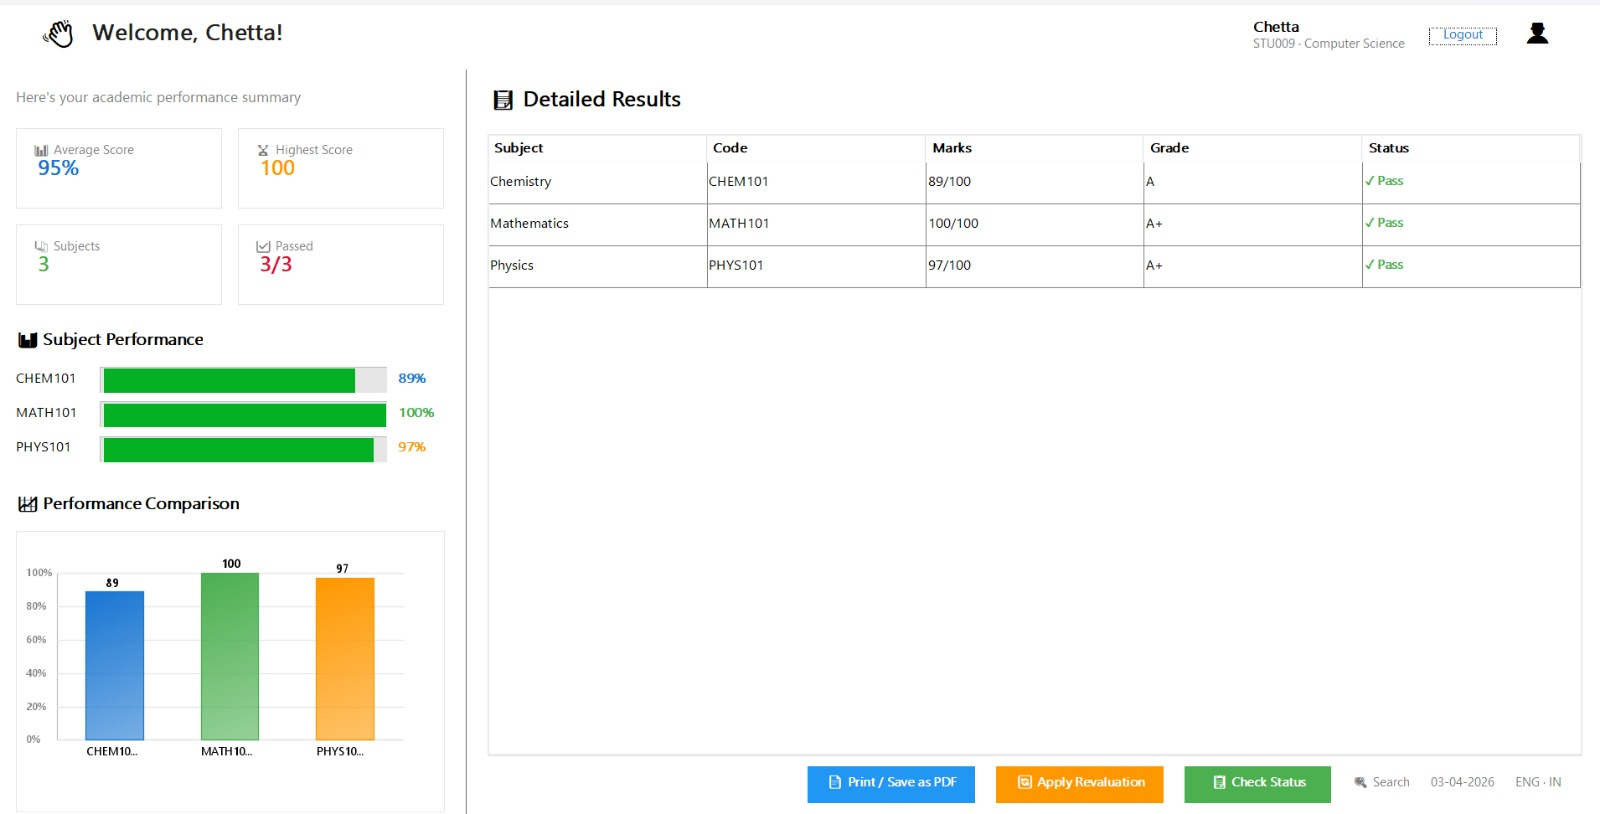 Welcome, Chetta!
Chetta
STU009 · Computer Science
Logout
Here's your academic performance summary
Average Score
95%
Highest Score
100
Subjects
3
Passed
3/3
Subject Performance
CHEM101 89%
MATH101 100%
PHYS101 97%
Performance Comparison
100%
80%
60%
40%
20%
0%
89
100
97
CHEM10...
MATH10...
PHYS10...
Detailed Results
Subject Code Marks Grade Status
Chemistry CHEM101 89/100 A ✓ Pass
Mathematics MATH101 100/100 A+ ✓ Pass
Physics PHYS101 97/100 A+ ✓ Pass
Print / Save as PDF
Apply Revaluation
Check Status
Search
03-04-2026
ENG · IN